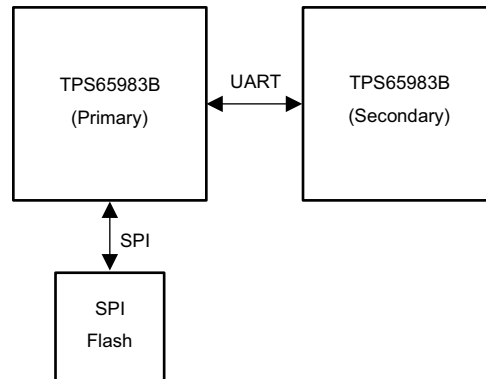 TPS65983B
(Primary)
UART
TPS65983B
(Secondary)
SPI
SPI
Flash